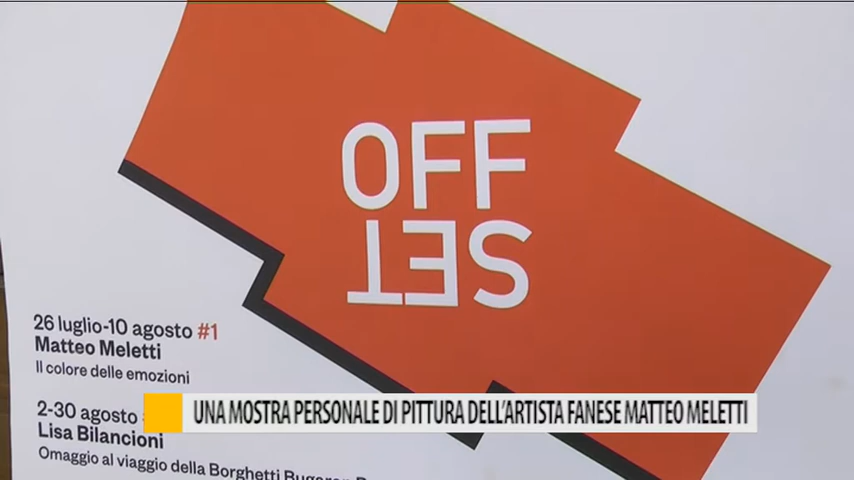 OFF
SET
26 luglio-10 agosto #1
Matteo Meletti
Il colore delle emozioni
2-30 agosto
Lisa Bilancioni
Omaggio al viaggio della Borghetti
UNA MOSTRA PERSONALE DI PITTURA DELL'ARTISTA FANESE MATTEO MELETTI